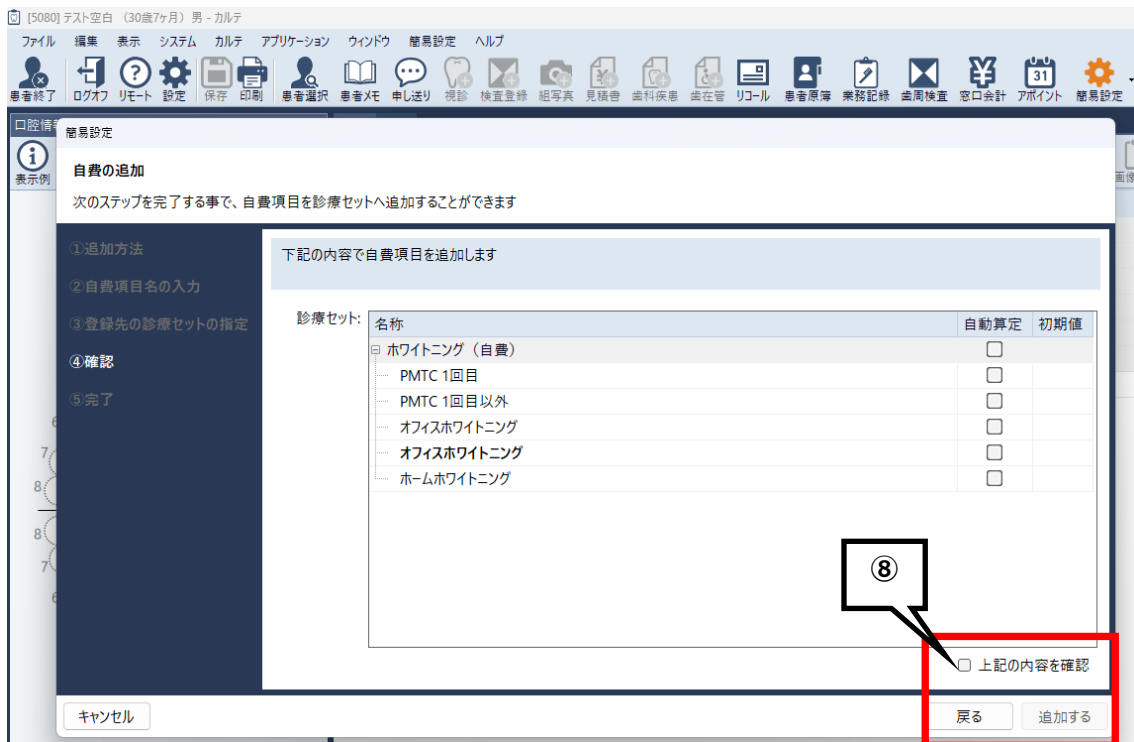 [5080] テスト空白 （30歳7ヶ月）男 - カルテ
ファイル 編集 表示 システム カルテ アプリケーション ウィンドウ 簡易設定 ヘルプ
患者終了 ログオフ リモート 設定 保存 印刷 患者選択 患者メモ 申し送り 視診 検査登録 組写真 見積書 歯科疾患 歯在管 リコール 患者原簿 業務記録 歯周検査 窓口会計 アポイント 簡易設定
31
口腔情
表示例
画像
簡易設定
自費の追加
次のステップを完了する事で、自費項目を診療セットへ追加することができます
①追加方法
②自費項目名の入力
③登録先の診療セットの指定
④確認
⑤完了
下記の内容で自費項目を追加します
診療セット:
名称 自動算定 初期値
ホワイトニング（自費）
PMTC 1回目
PMTC 1回目以外
オフィスホワイトニング
オフィスホワイトニング
ホームホワイトニング
6
7
8
8
7
6
⑧
上記の内容を確認
キャンセル 戻る 追加する